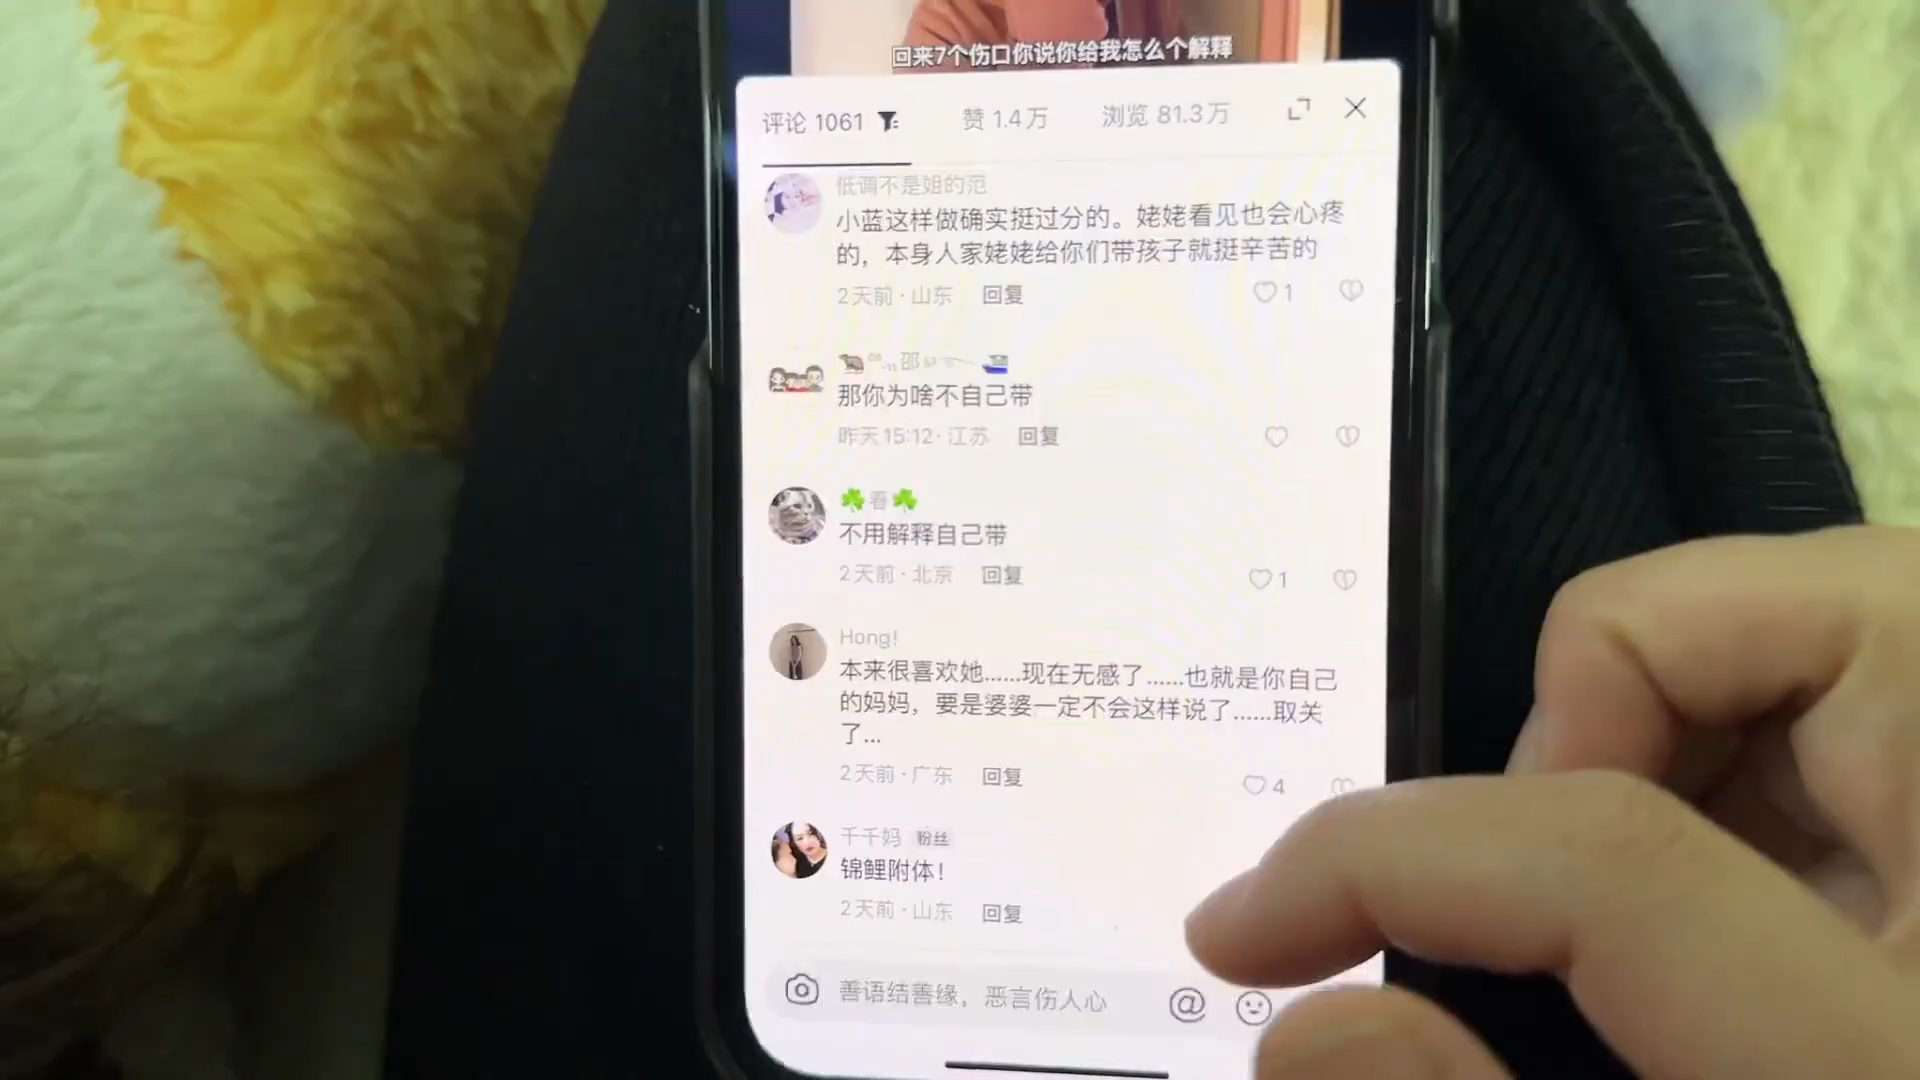 回来7个伤口你说你给我怎么个解释
评论 1061 赞 1.4万 浏览 81.3万
低调不是姐的范
小蓝这样做确实挺过分的。姥姥看见也会心疼
的，本身人家姥姥给你们带孩子就挺辛苦的
2天前·山东 回复 1
邵
那你为啥不自己带
昨天15:12·江苏 回复
☘️春☘️
不用解释自己带
2天前·北京 回复 1
Hong!
本来很喜欢她……现在无感了……也就是你自己
的妈妈，要是婆婆一定不会这样说了……取关
了...
2天前·广东 回复 4
千千妈 粉丝
锦鲤附体！
2天前·山东 回复
善语结善缘，恶言伤人心 @